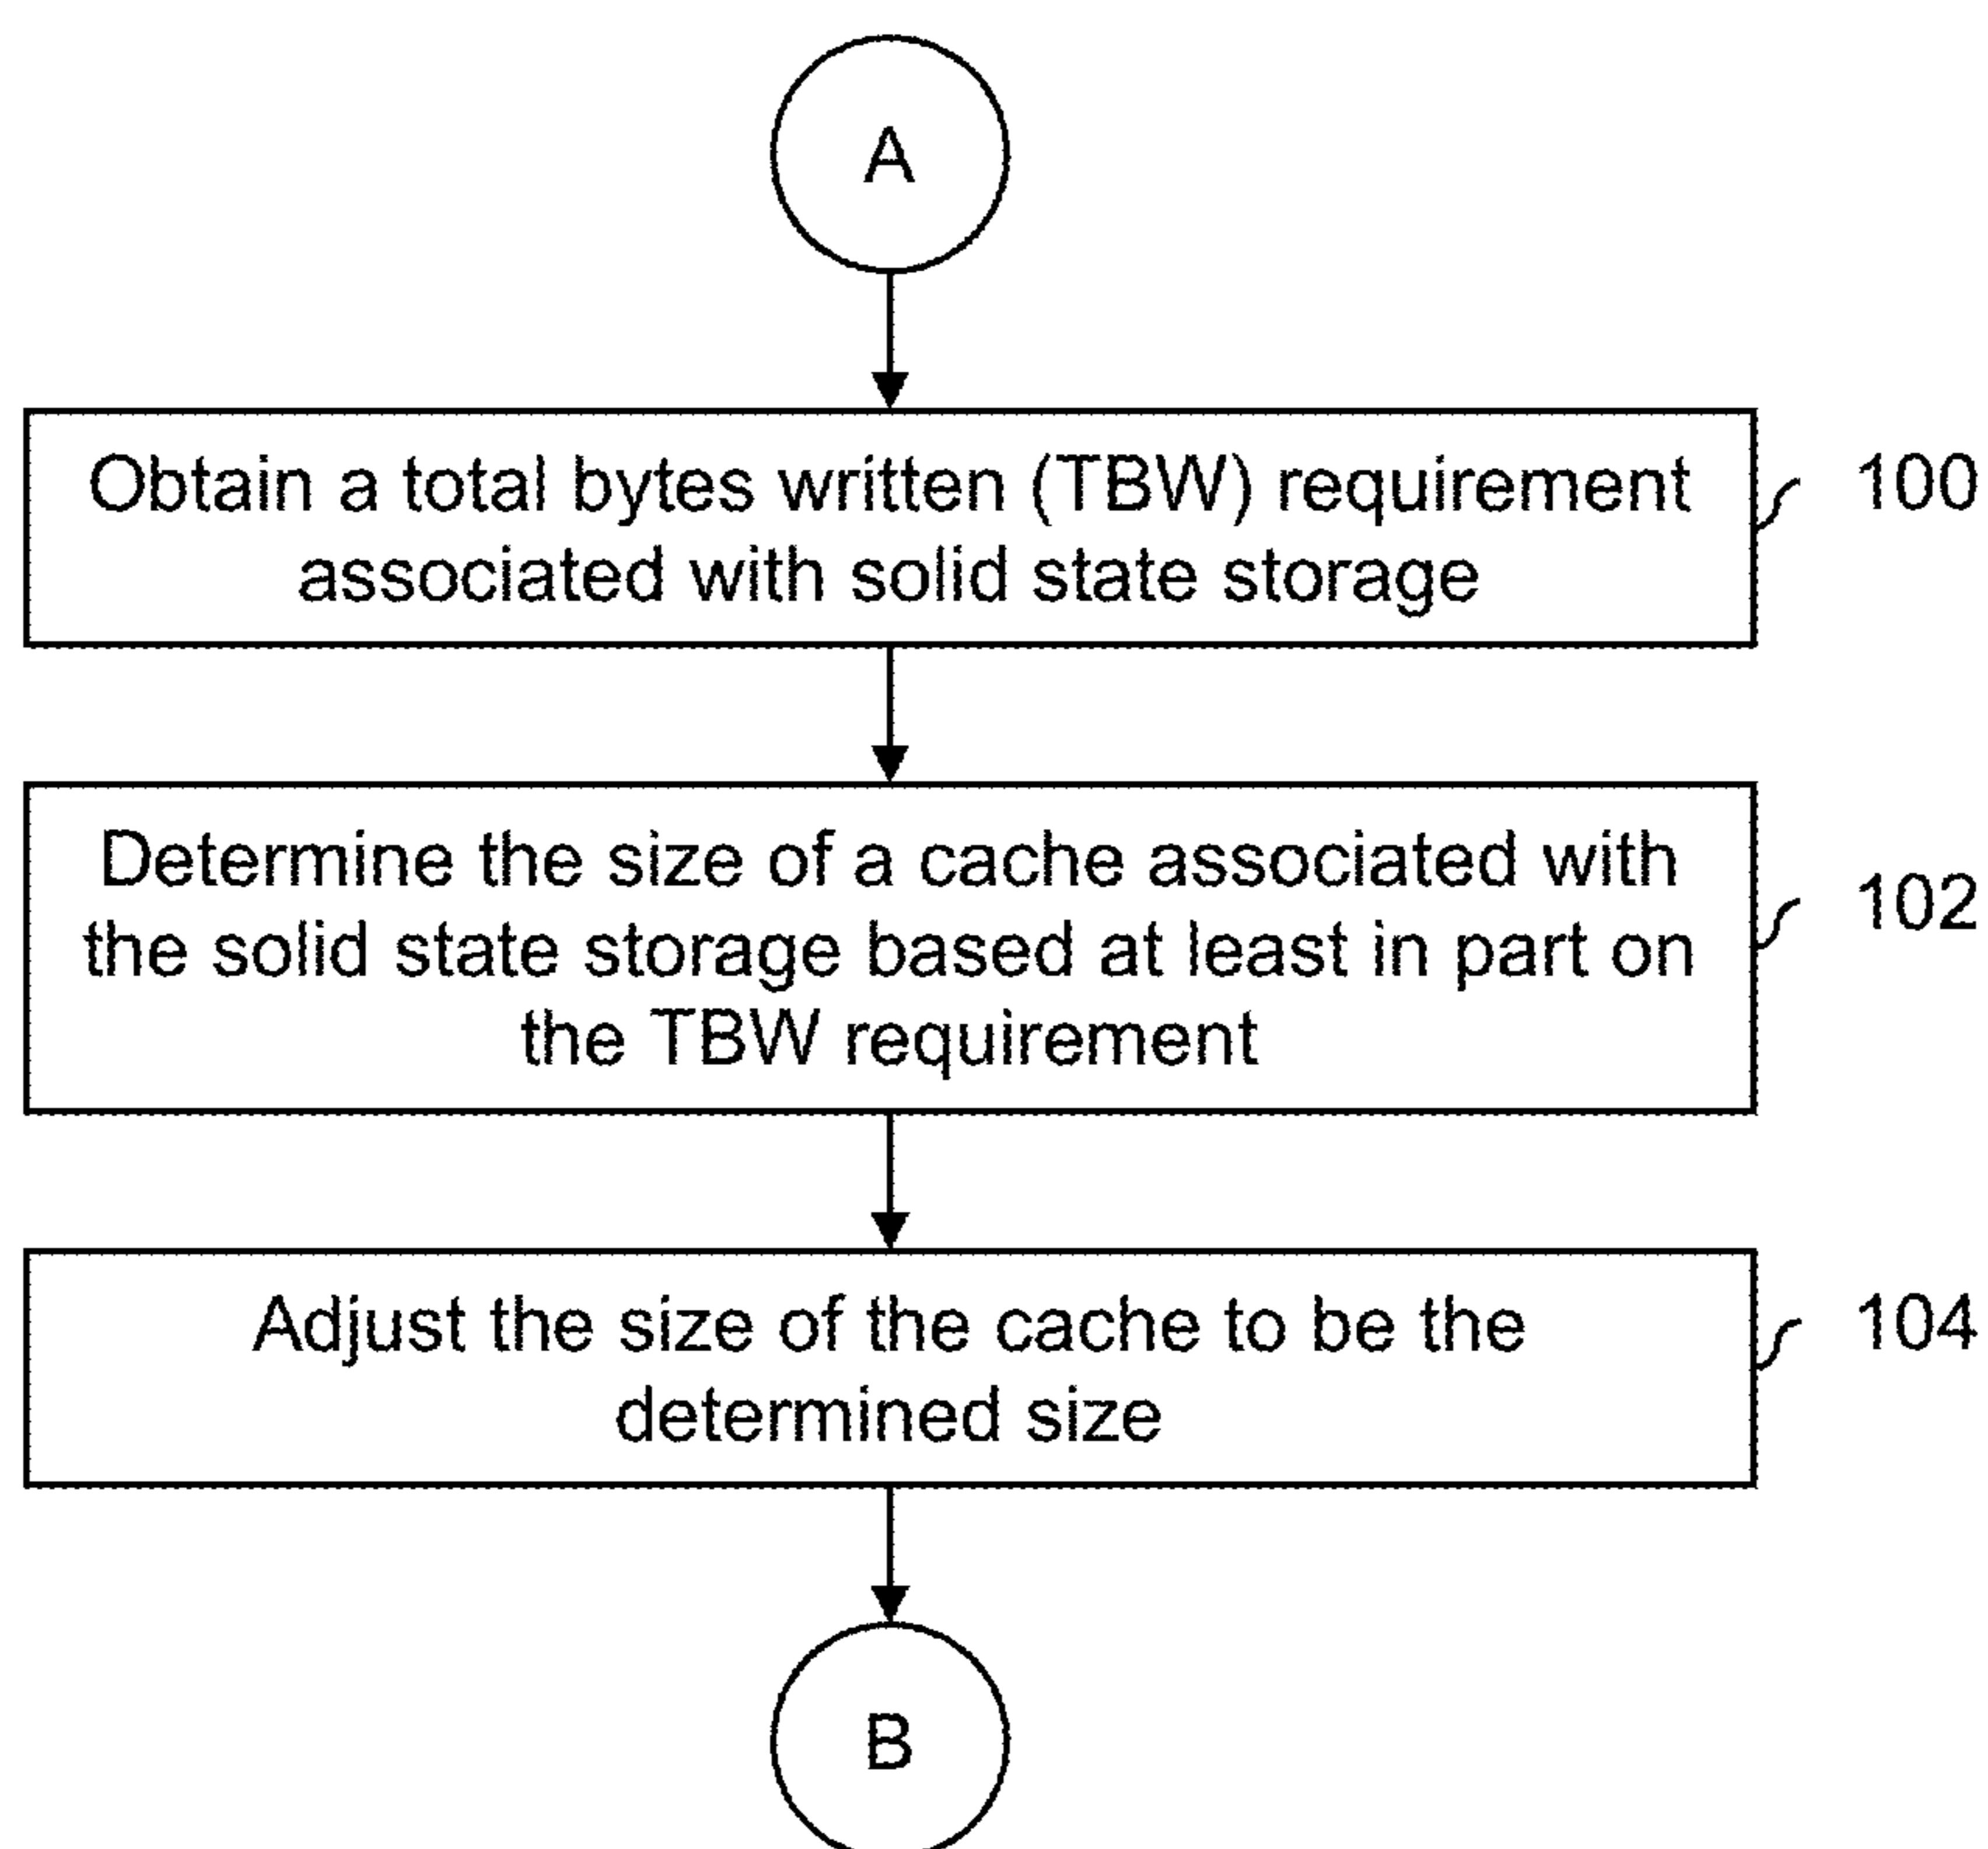 A
Obtain a total bytes written (TBW) requirement
associated with solid state storage
100
Determine the size of a cache associated with
the solid state storage based at least in part on
the TBW requirement
102
Adjust the size of the cache to be the
determined size
104
B